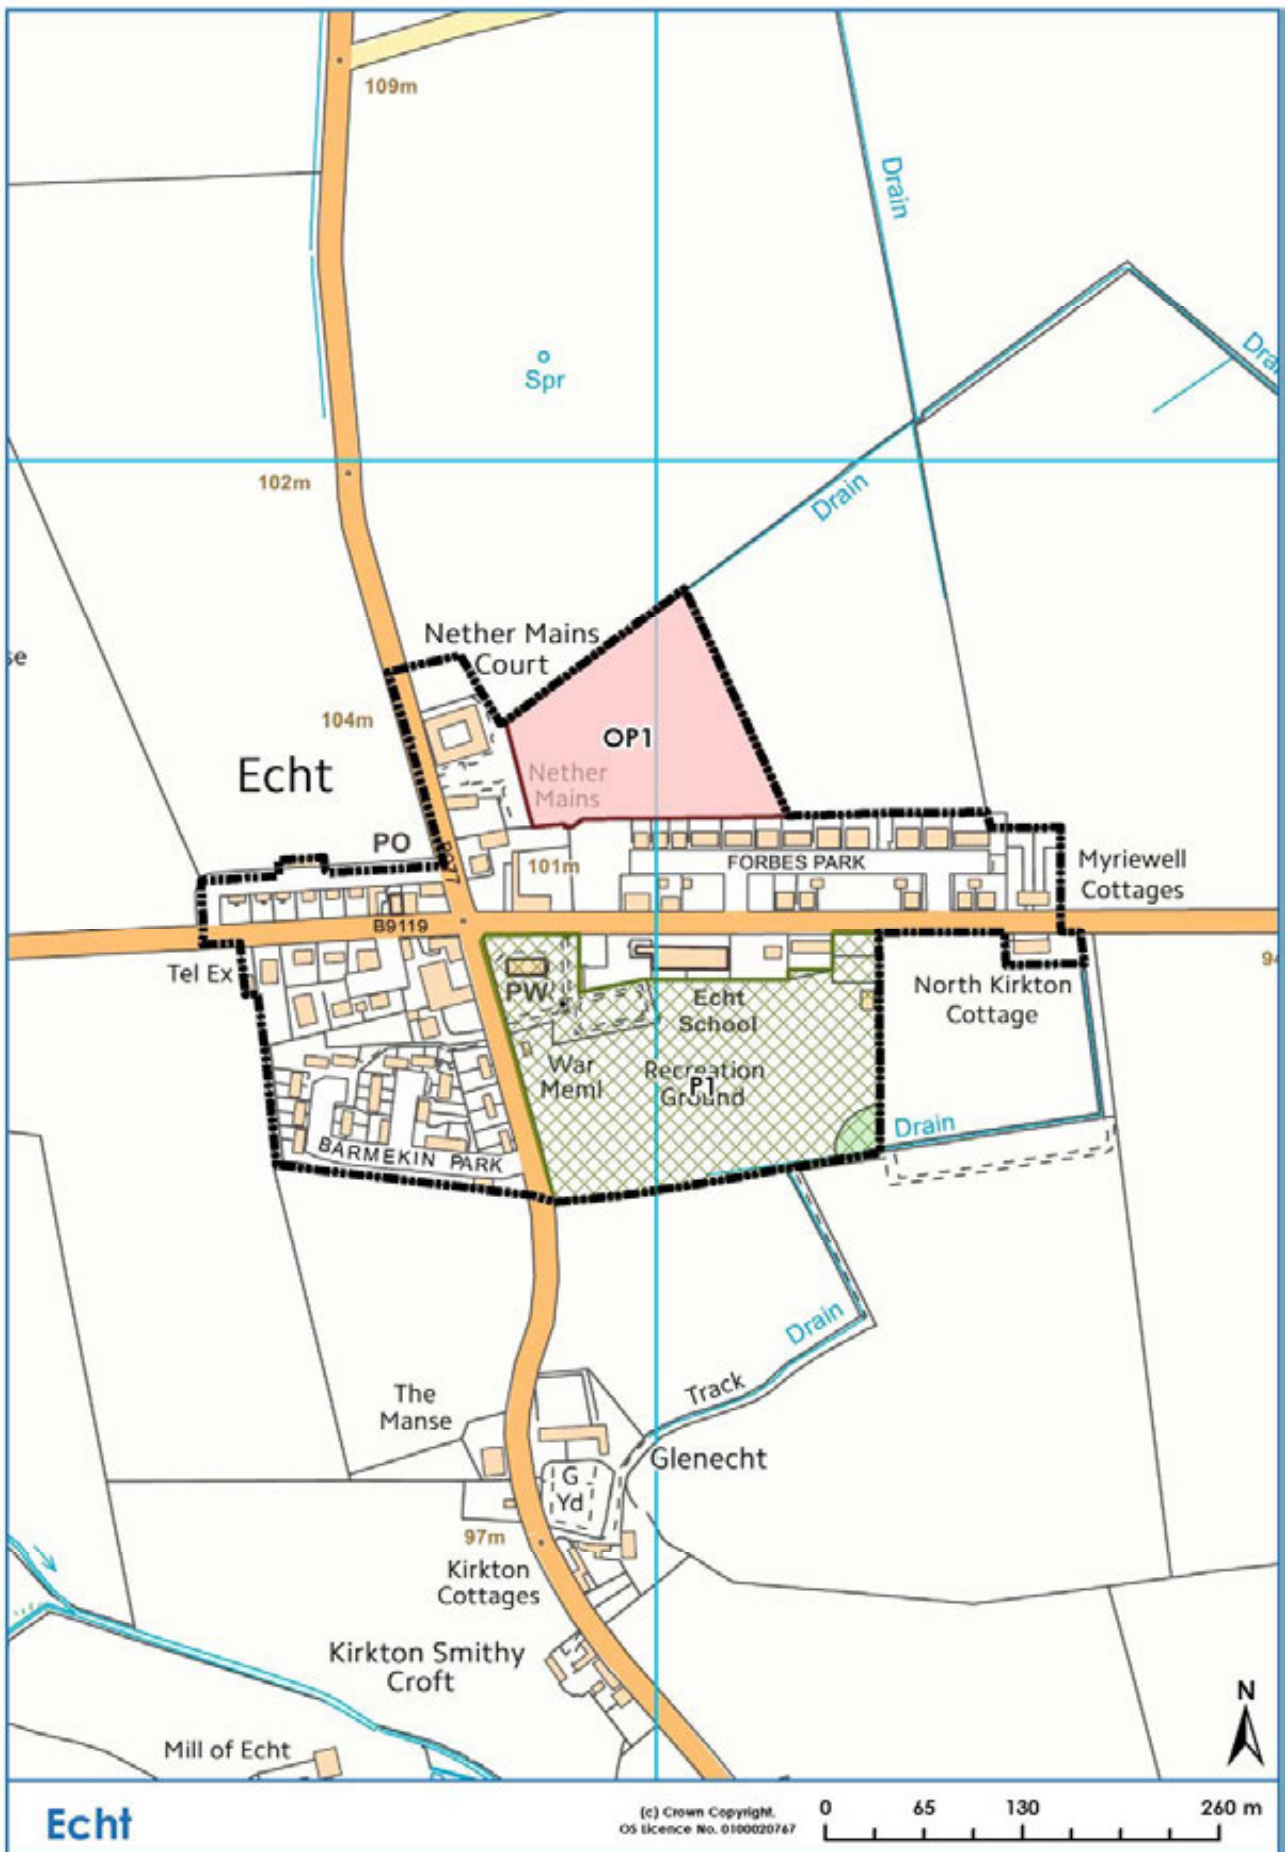 109m
Drain
Spr
102m
Drain
Nether Mains
Court
104m
OP1
Echt
Nether
Mains
PO
101m
FORBES PARK
Myriewell
Cottages
B9119
Tel Ex
PW
Echt
School
North Kirkton
Cottage
War
Meml
Recreation
Ground
P1
Drain
BARMEKIN PARK
Drain
The
Manse
Track
Glenecht
G
Yd
97m
Kirkton
Cottages
Kirkton Smithy
Croft
N
Mill of Echt
Echt
(c) Crown Copyright.
OS Licence No. 0100020767
0 65 130 260 m